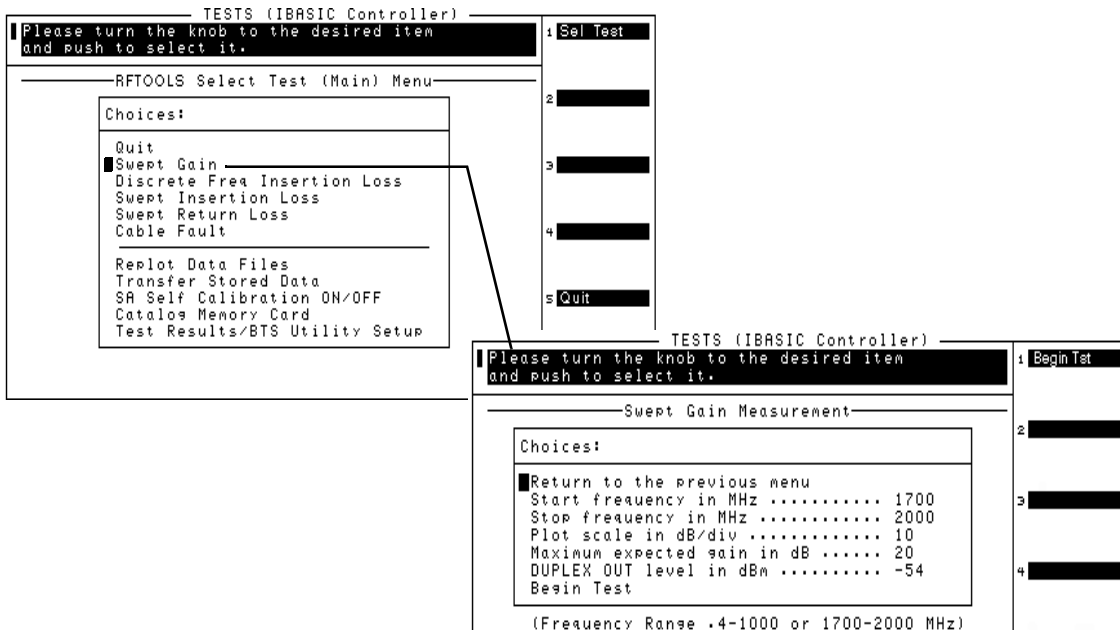 TESTS (IBASIC Controller)
Please turn the knob to the desired item
and push to select it.
1 Sel Test
RFTOOLS Select Test (Main) Menu
2
Choices:
Quit
Swept Gain
3
Discrete Freq Insertion Loss
Swept Insertion Loss
Swept Return Loss
Cable Fault
4
Replot Data Files
Transfer Stored Data
SA Self Calibration ON/OFF
5 Quit
Catalog Memory Card
Test Results/BTS Utility Setup
TESTS (IBASIC Controller)
Please turn the knob to the desired item
and push to select it.
1 Begin Tst
Swept Gain Measurement
2
Choices:
Return to the previous menu
Start frequency in MHz ........... 1700
3
Stop frequency in MHz ............ 2000
Plot scale in dB/div ............. 10
Maximum expected gain in dB ...... 20
DUPLEX OUT level in dBm .......... -54
4
Begin Test
(Frequency Range .4-1000 or 1700-2000 MHz)